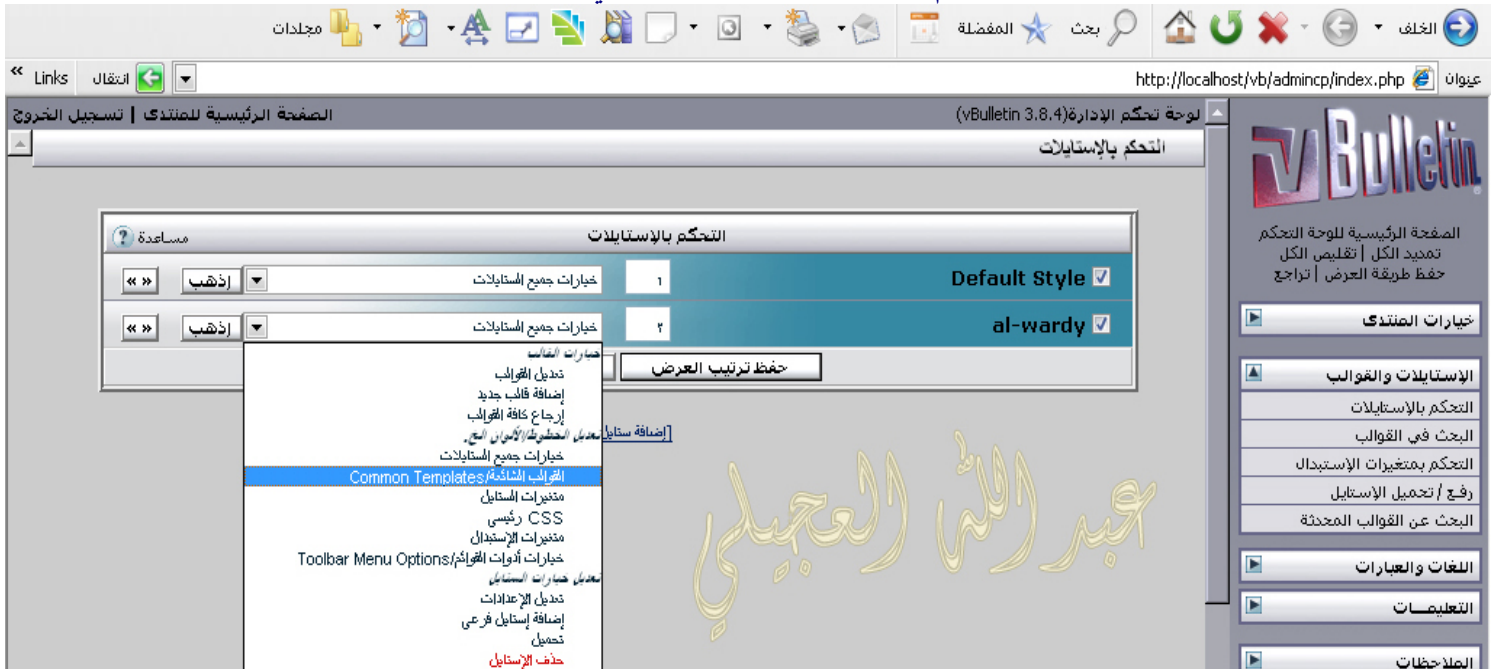 الخلف بحث المفضلة مجلدات
عنوان http://localhost/vb/admincp/index.php انتقال Links »
لوحة تحكم الإدارة(vBulletin 3.8.4) الصفحة الرئيسية للمنتدى | تسجيل الخروج
التحكم بالإستايلات
vBulletin
الصفحة الرئيسية للوحة التحكم
تمديد الكل | تقليص الكل
حفظ طريقة العرض | تراجع
خيارات المنتدى
الإستايلات والقوالب
التحكم بالإستايلات
البحث في القوالب
التحكم بمتغيرات الإستبدال
رفع / تحميل الإستايل
البحث عن القوالب المحدثة
اللغات والعبارات
التعليمـــات
الملاحظات
التحكم بالإستايلات مساعدة
Default Style ١ خيارات جميع الستايلات إذهب « »
al-wardy ٢ خيارات جميع الستايلات إذهب « »
حفظ ترتيب العرض
[إضافة ستايل
خيارات القالب
تعديل القوالب
إضافة قالب جديد
إرجاع كافة القوالب
تعديل الخطوط/الألوان الخ.
خيارات جميع الستايلات
القوالب الشائعة/Common Templates
متغيرات الستايل
CSS رئيسي
متغيرات الإستبدال
خيارات أدوات القوائم/Toolbar Menu Options
تعديل خيارات الستايل
تعديل الإعدادات
إضافة إستايل فرعي
تحميل
حذف الإستايل
عبد الله العجيلي